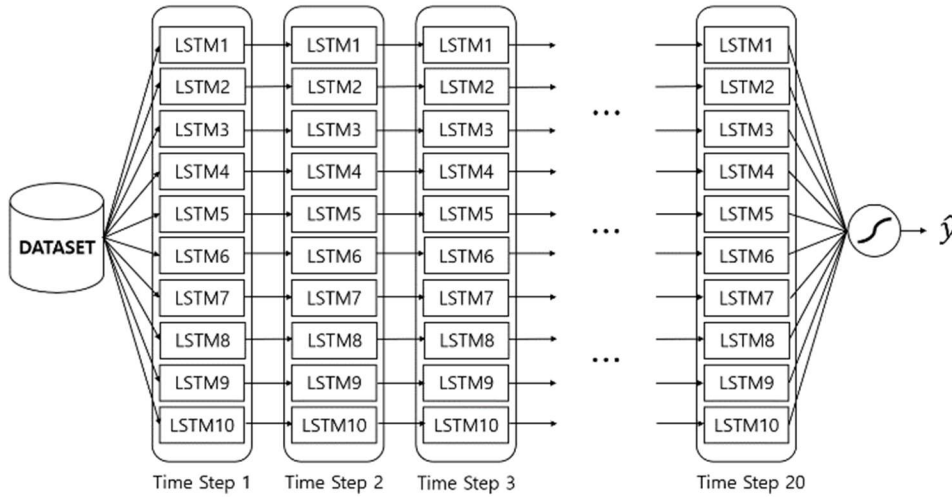 LSTM1 LSTM1 LSTM1 LSTM1
LSTM2 LSTM2 LSTM2 LSTM2
... 
LSTM3 LSTM3 LSTM3 LSTM3
LSTM4 LSTM4 LSTM4 LSTM4
LSTM5 LSTM5 LSTM5 LSTM5
...
DATASET ŷ
LSTM6 LSTM6 LSTM6 LSTM6
LSTM7 LSTM7 LSTM7 LSTM7
LSTM8 LSTM8 LSTM8 LSTM8
...
LSTM9 LSTM9 LSTM9 LSTM9
LSTM10 LSTM10 LSTM10 LSTM10
Time Step 1 Time Step 2 Time Step 3 Time Step 20